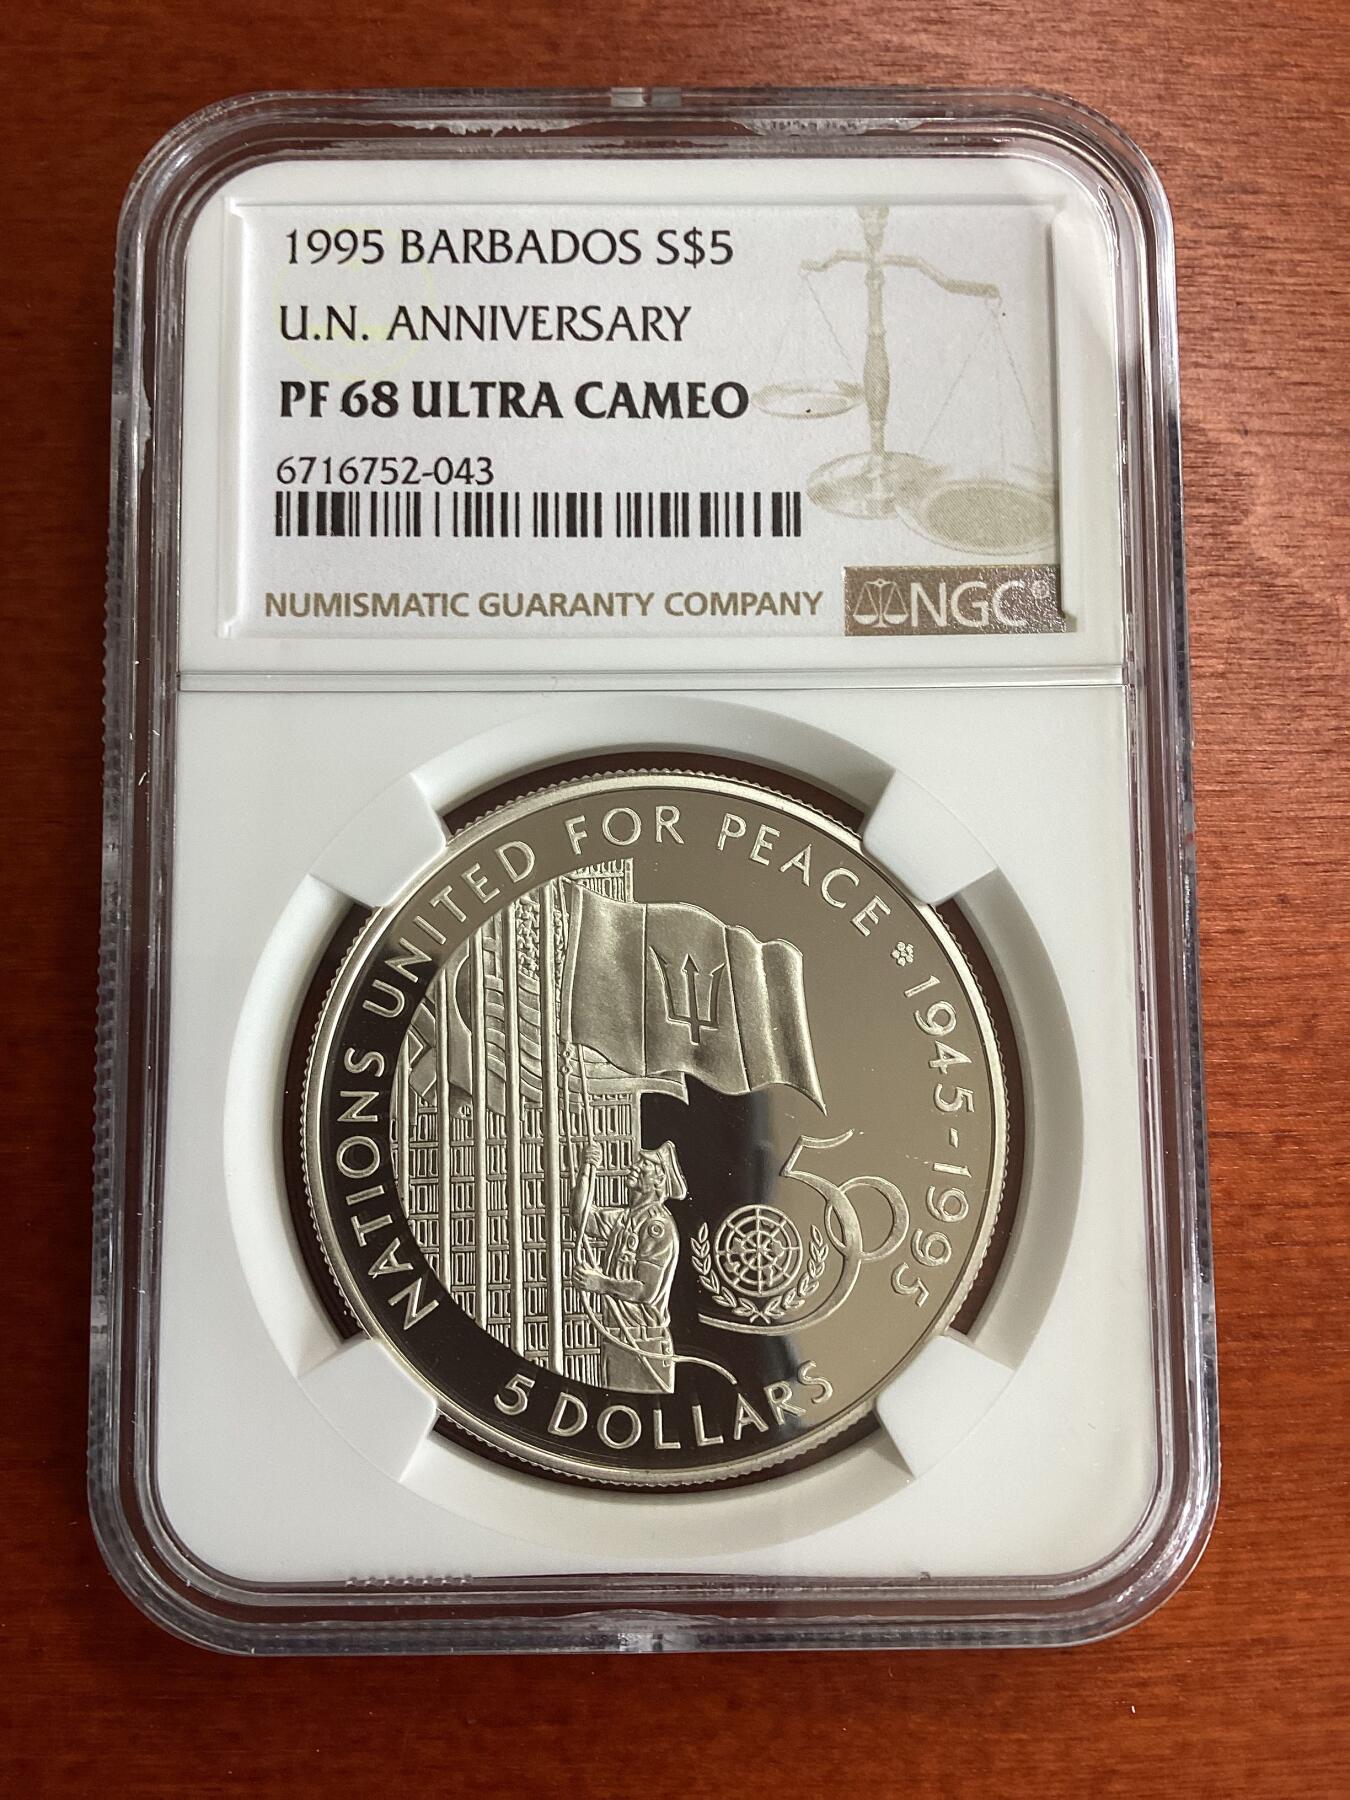 1995 BARBADOS S$5
U.N. ANNIVERSARY
PF 68 ULTRA CAMEO
6716752-043
NUMISMATIC GUARANTY COMPANY
NGC®
NATIONS UNITED FOR PEACE 1945-1995
50
5 DOLLARS